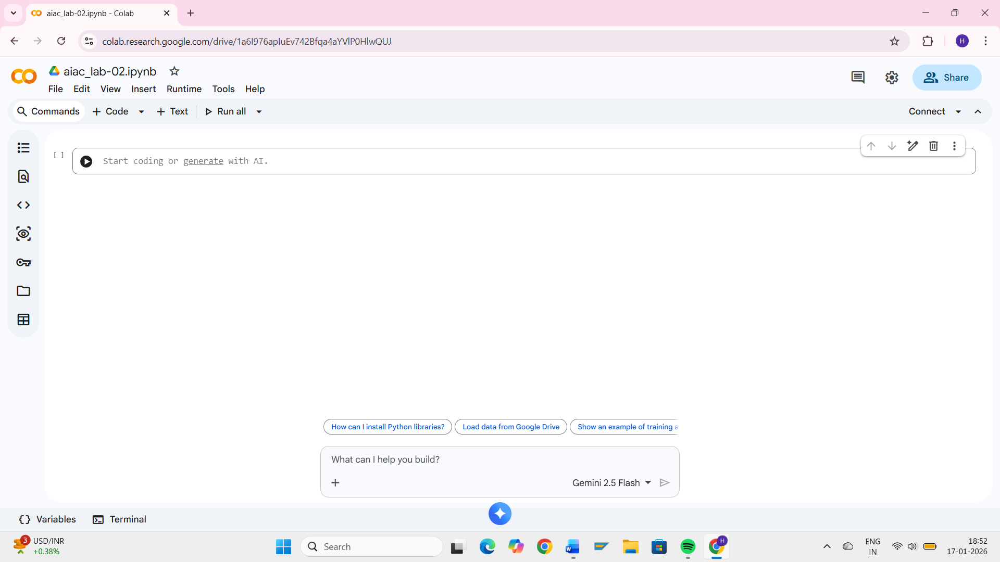 aiac_lab-02.ipynb - Colab
colab.research.google.com/drive/1a6I976apIuEv742Bfqa4aYVlP0HlwQUJ
H
aiac_lab-02.ipynb
File Edit View Insert Runtime Tools Help
Share
Commands + Code + Text Run all
Connect
[ ] Start coding or generate with AI.
How can I install Python libraries? Load data from Google Drive Show an example of training a
What can I help you build?
Gemini 2.5 Flash
Variables Terminal
3 USD/INR
+0.38%
Search
W
H
ENG
IN
18:52
17-01-2026